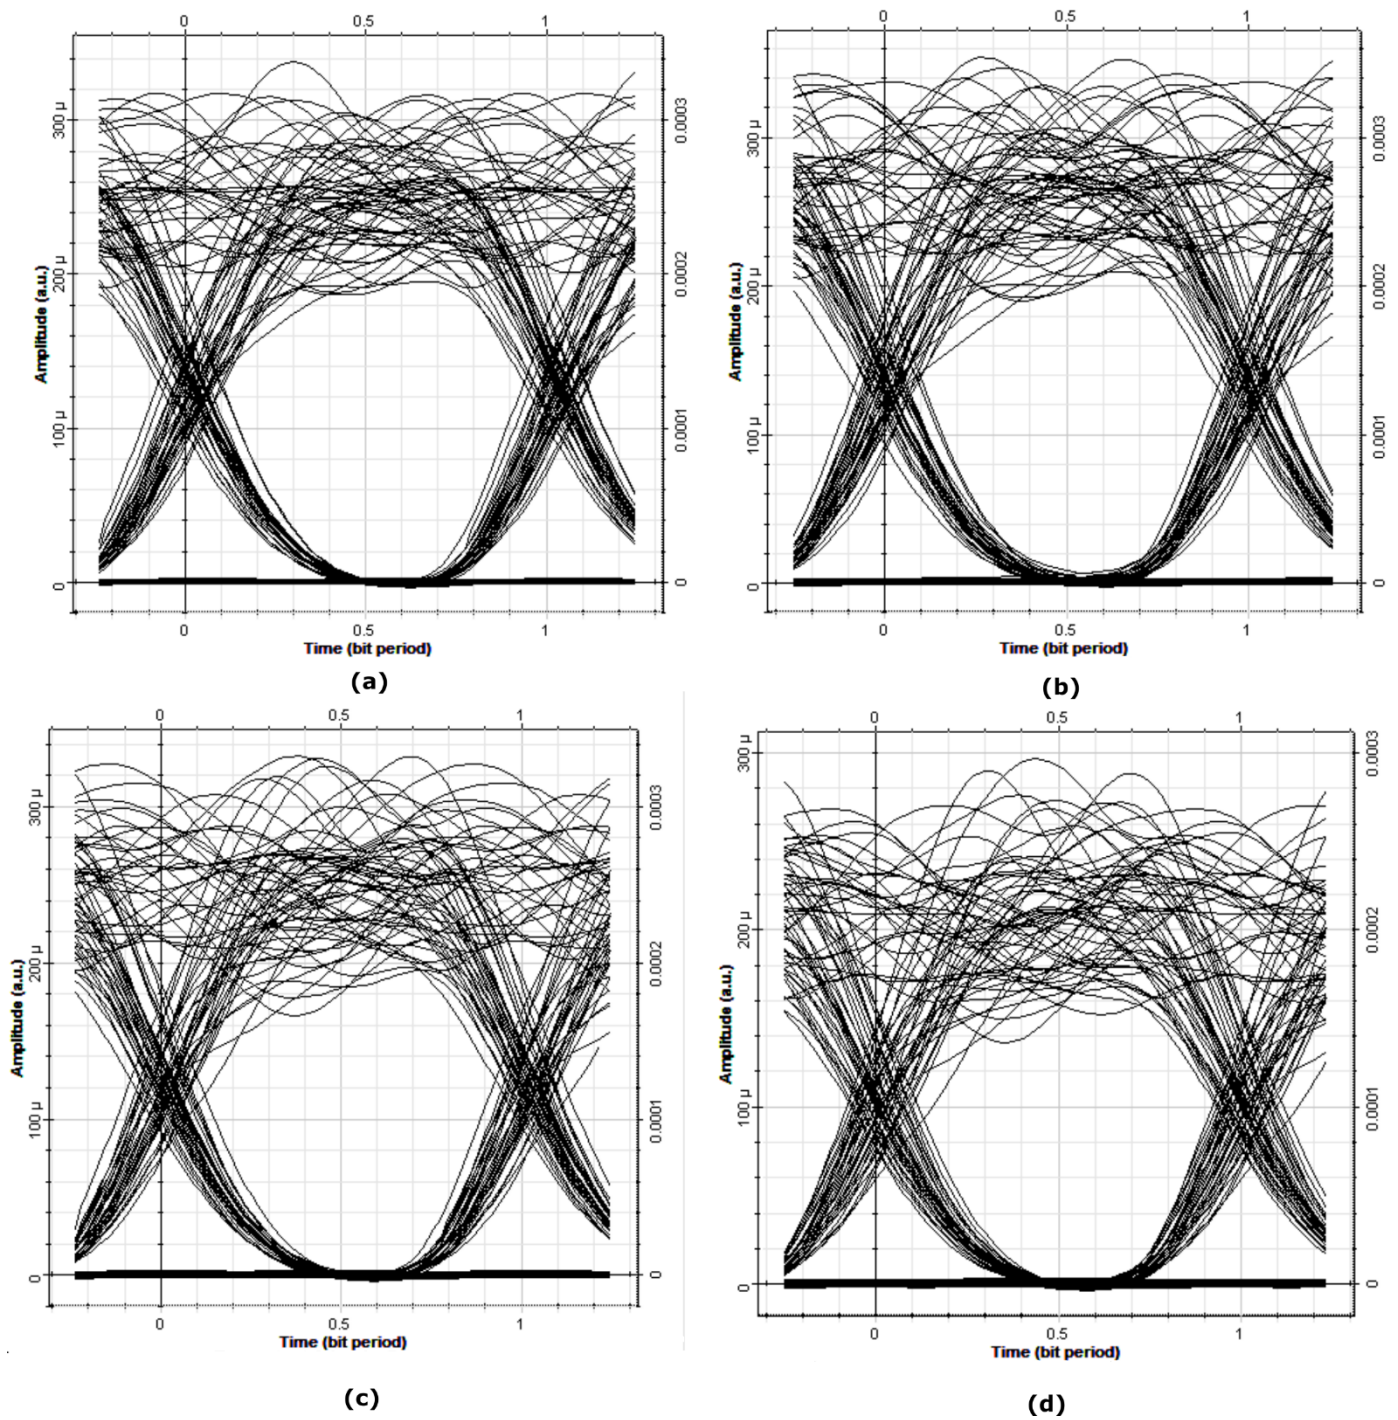 0 0.5 1
300 µ 0.0003
200 µ 0.0002
Amplitude (a.u.)
100 µ 0.0001
0 0
0 0.5 1
Time (bit period)
(a)
0 0.5 1
300 µ 0.0003
200 µ 0.0002
Amplitude (a.u.)
100 µ 0.0001
0 0
0 0.5 1
Time (bit period)
(b)
0 0.5 1
300 µ 0.0003
200 µ 0.0002
Amplitude (a.u.)
100 µ 0.0001
0 0
0 0.5 1
Time (bit period)
(c)
0 0.5 1
300 µ 0.0003
200 µ 0.0002
Amplitude (a.u.)
100 µ 0.0001
0 0
0 0.5 1
Time (bit period)
(d)